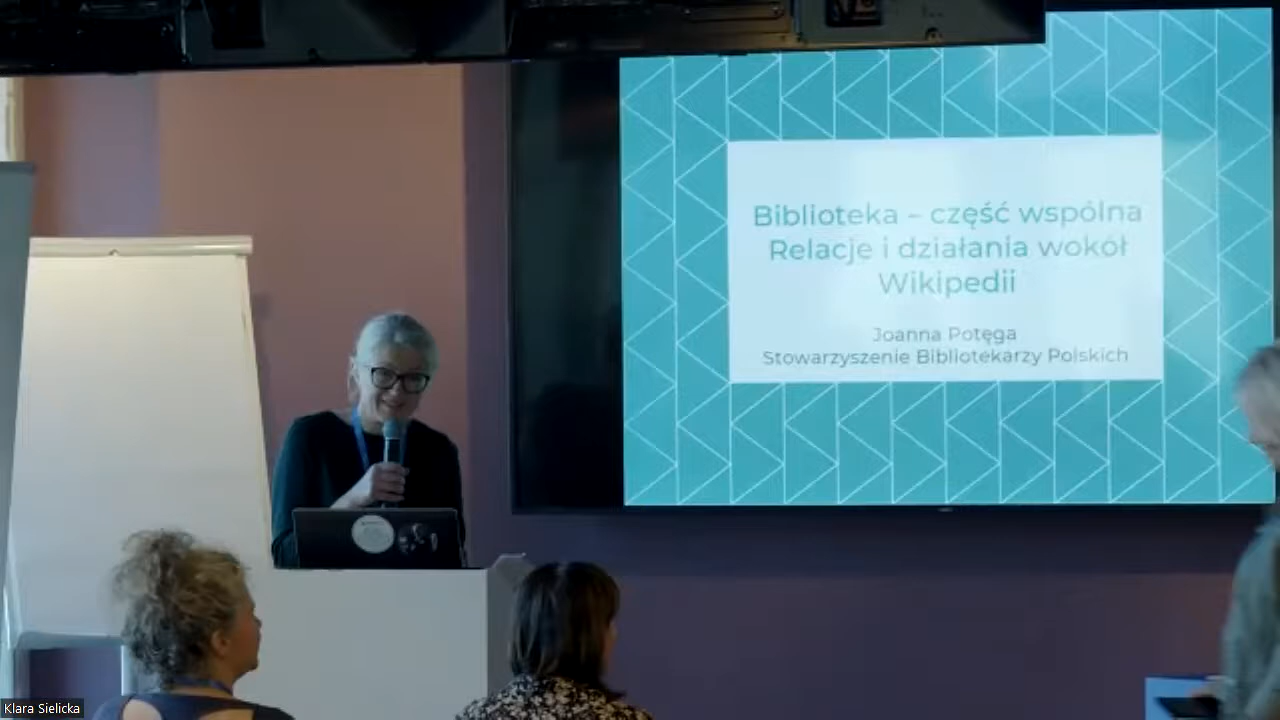 Biblioteka – część wspólna
Relacje i działania wokół
Wikipedii
Joanna Potęga
Stowarzyszenie Bibliotekarzy Polskich
Klara Sielicka